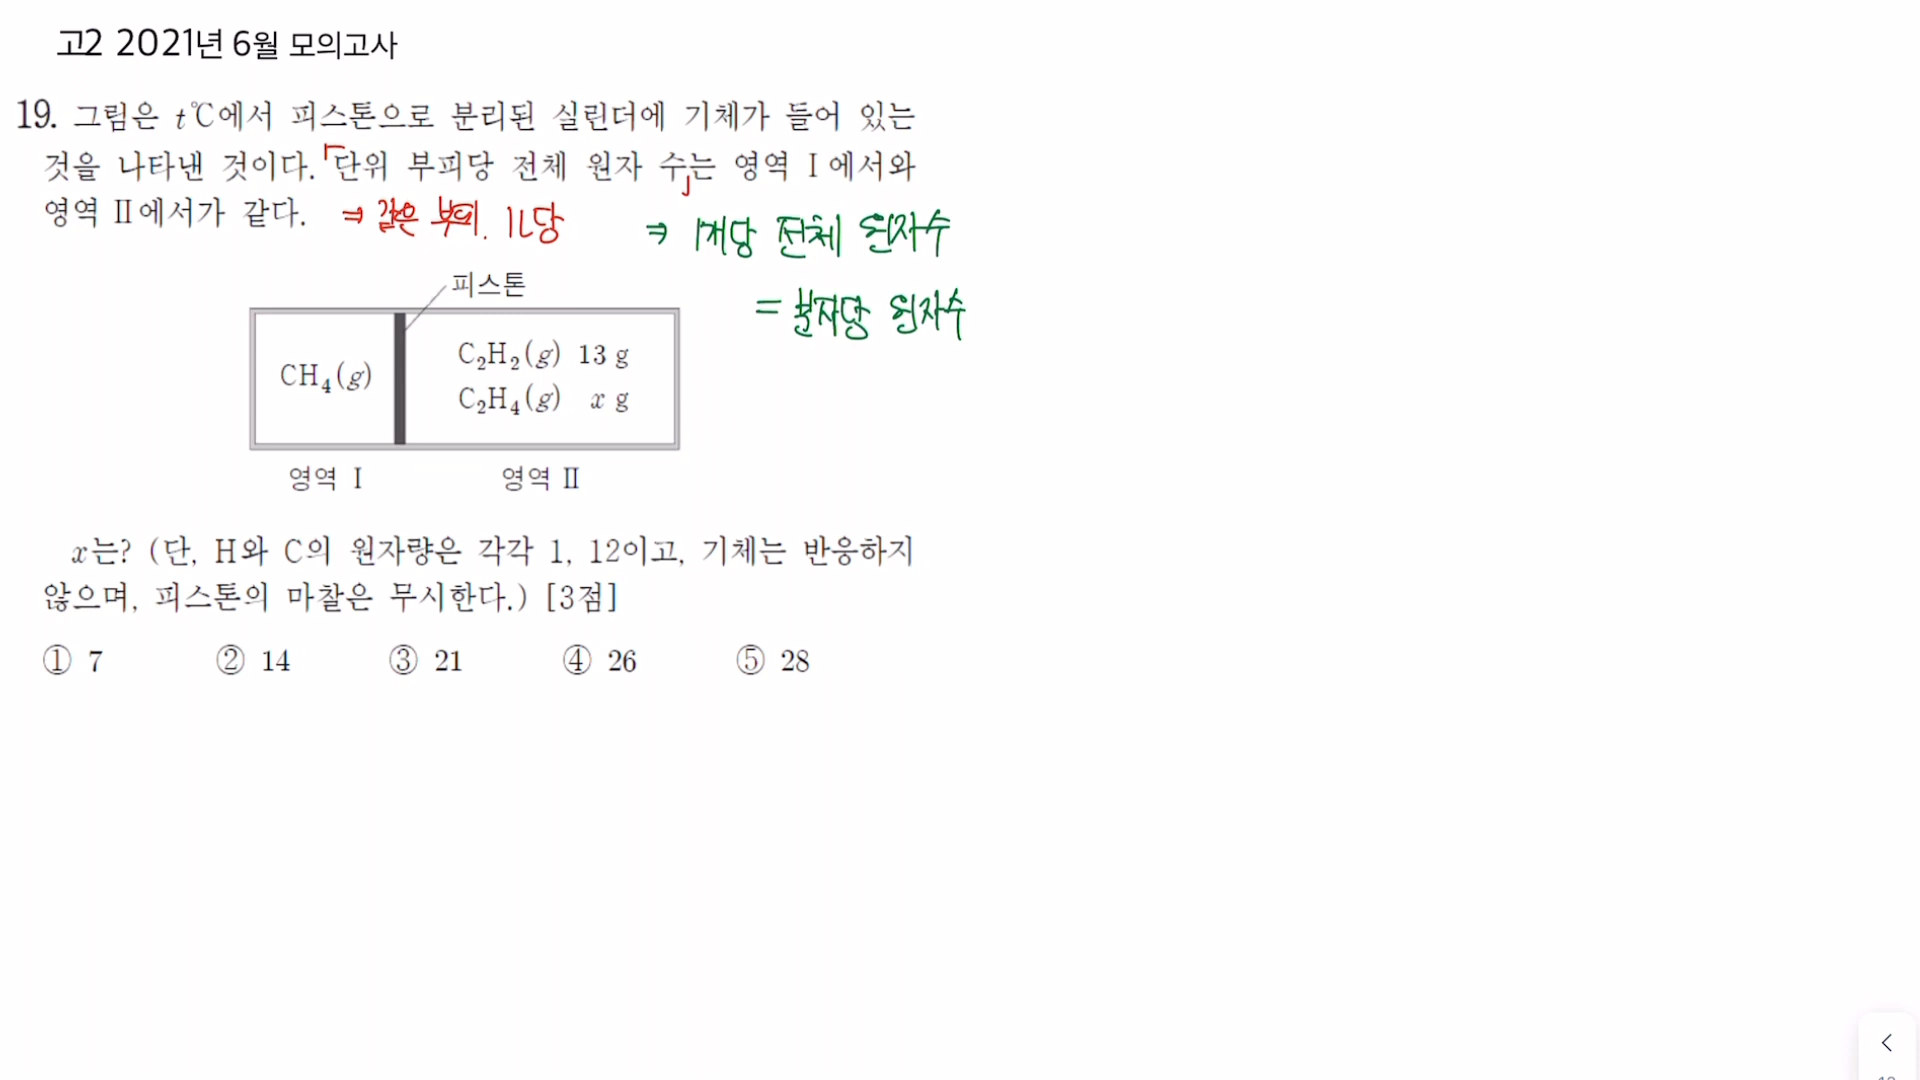 고2 2021년 6월 모의고사
19. 그림은 t℃에서 피스톤으로 분리된 실린더에 기체가 들어 있는
것을 나타낸 것이다. 「단위 부피당 전체 원자 수」는 영역 Ⅰ에서와
영역 Ⅱ에서가 같다. ⇒ 같은 부피. 1L당 ⇒ 1개당 전체 원자수
= 분자당 원자수
피스톤
CH₄(g)
C₂H₂(g) 13 g
C₂H₄(g) x g
영역 Ⅰ 영역 Ⅱ
x는? (단, H와 C의 원자량은 각각 1, 12이고, 기체는 반응하지
않으며, 피스톤의 마찰은 무시한다.) [3점]
① 7 ② 14 ③ 21 ④ 26 ⑤ 28